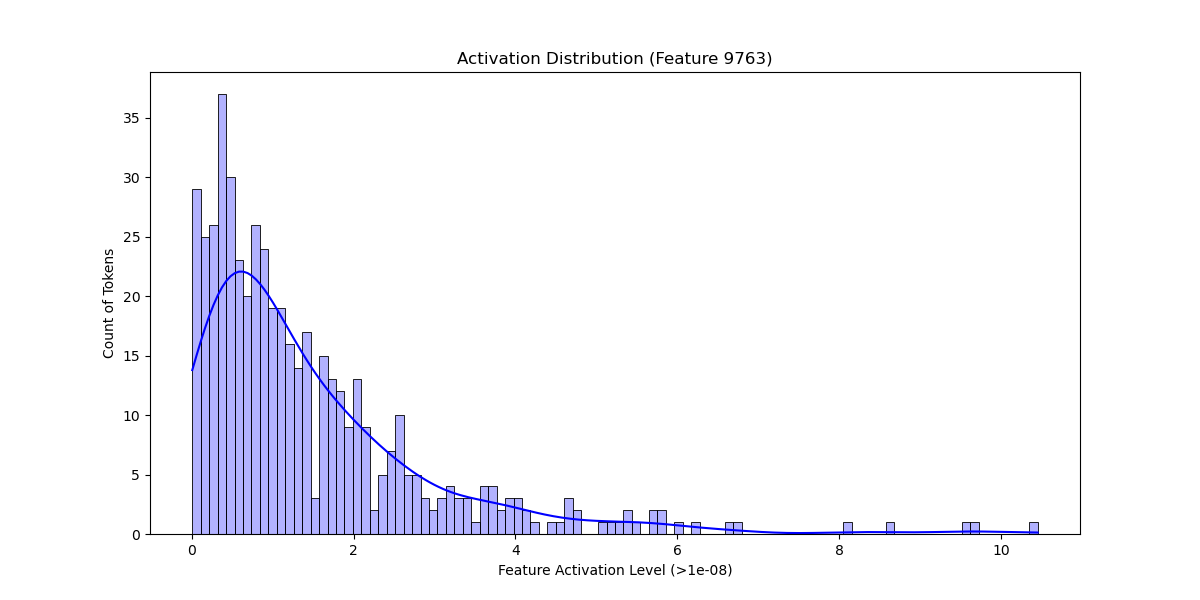 Activation Distribution (Feature 9763)
35
30
25
20
15
10
5
0
Count of Tokens
0 2 4 6 8 10
Feature Activation Level (>1e-08)